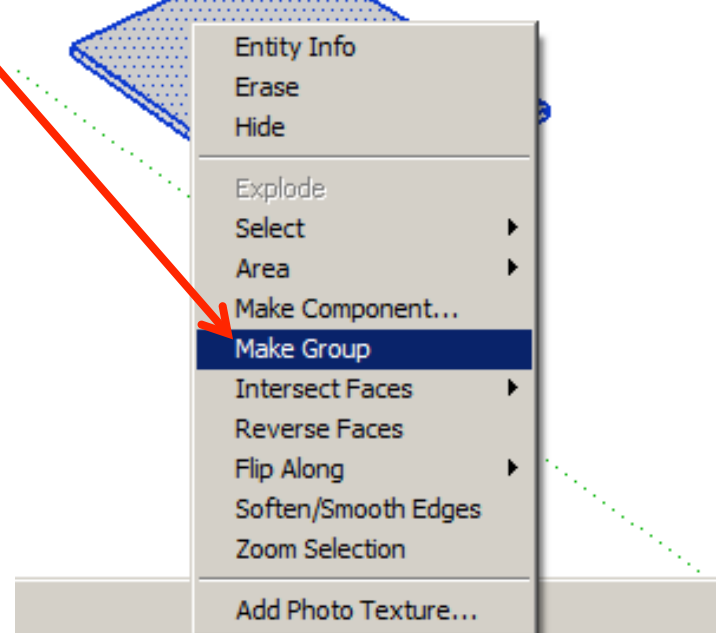 Entity Info
Erase
Hide
Explode
Select
Area
Make Component...
Make Group
Intersect Faces
Reverse Faces
Flip Along
Soften/Smooth Edges
Zoom Selection
Add Photo Texture...